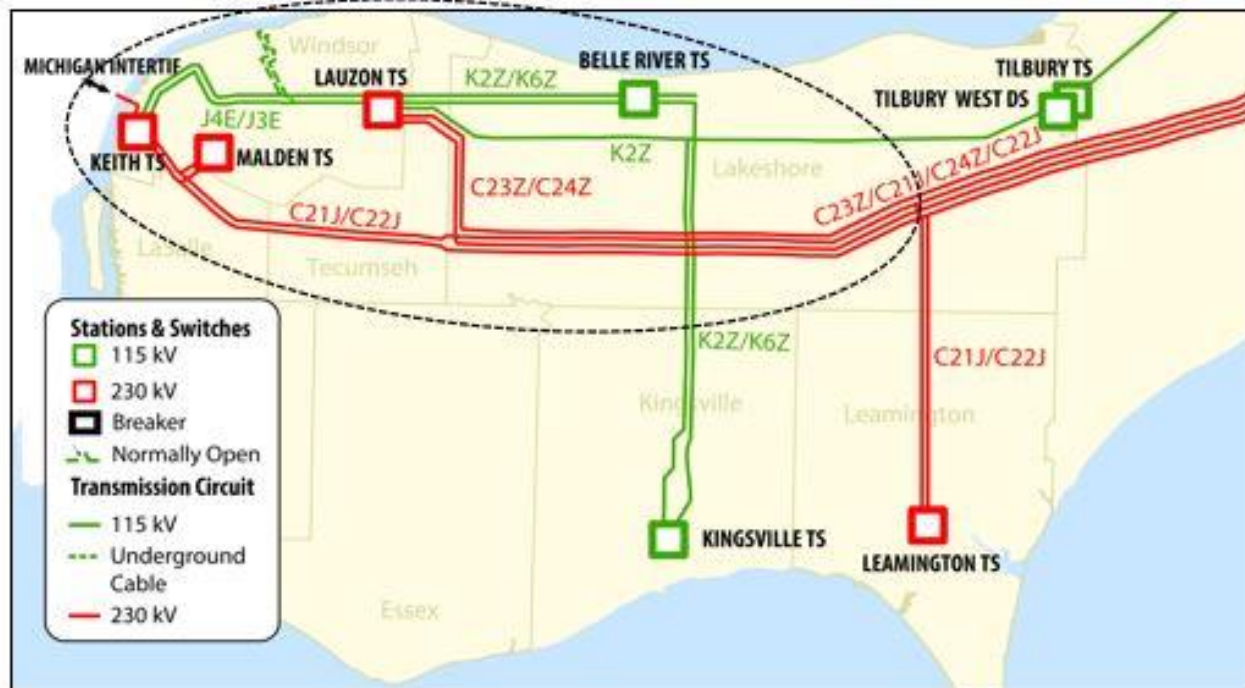 Windsor
MICHIGAN INTERTIE
LAUZON TS
K2Z/K6Z
BELLE RIVER TS
TILBURY TS
TILBURY WEST DS
J4E/J3E
KEITH TS
MALDEN TS
K2Z
Lakeshore
C23Z/C24Z
C23Z/C21J/C24Z/C22J
C21J/C22J
LaSalle
Tecumseh
K2Z/K6Z
C21J/C22J
Kingsville
Leamington
KINGSVILLE TS
LEAMINGTON TS
Essex
Stations & Switches
115 kV
230 kV
Breaker
Normally Open
Transmission Circuit
115 kV
Underground
Cable
230 kV